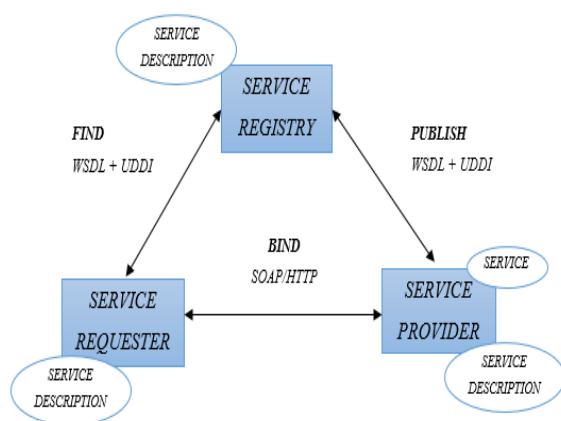 SERVICE
DESCRIPTION
SERVICE
REGISTRY
FIND
WSDL + UDDI
PUBLISH
WSDL + UDDI
BIND
SOAP/HTTP
SERVICE
SERVICE
REQUESTER
SERVICE
PROVIDER
SERVICE
DESCRIPTION
SERVICE
DESCRIPTION